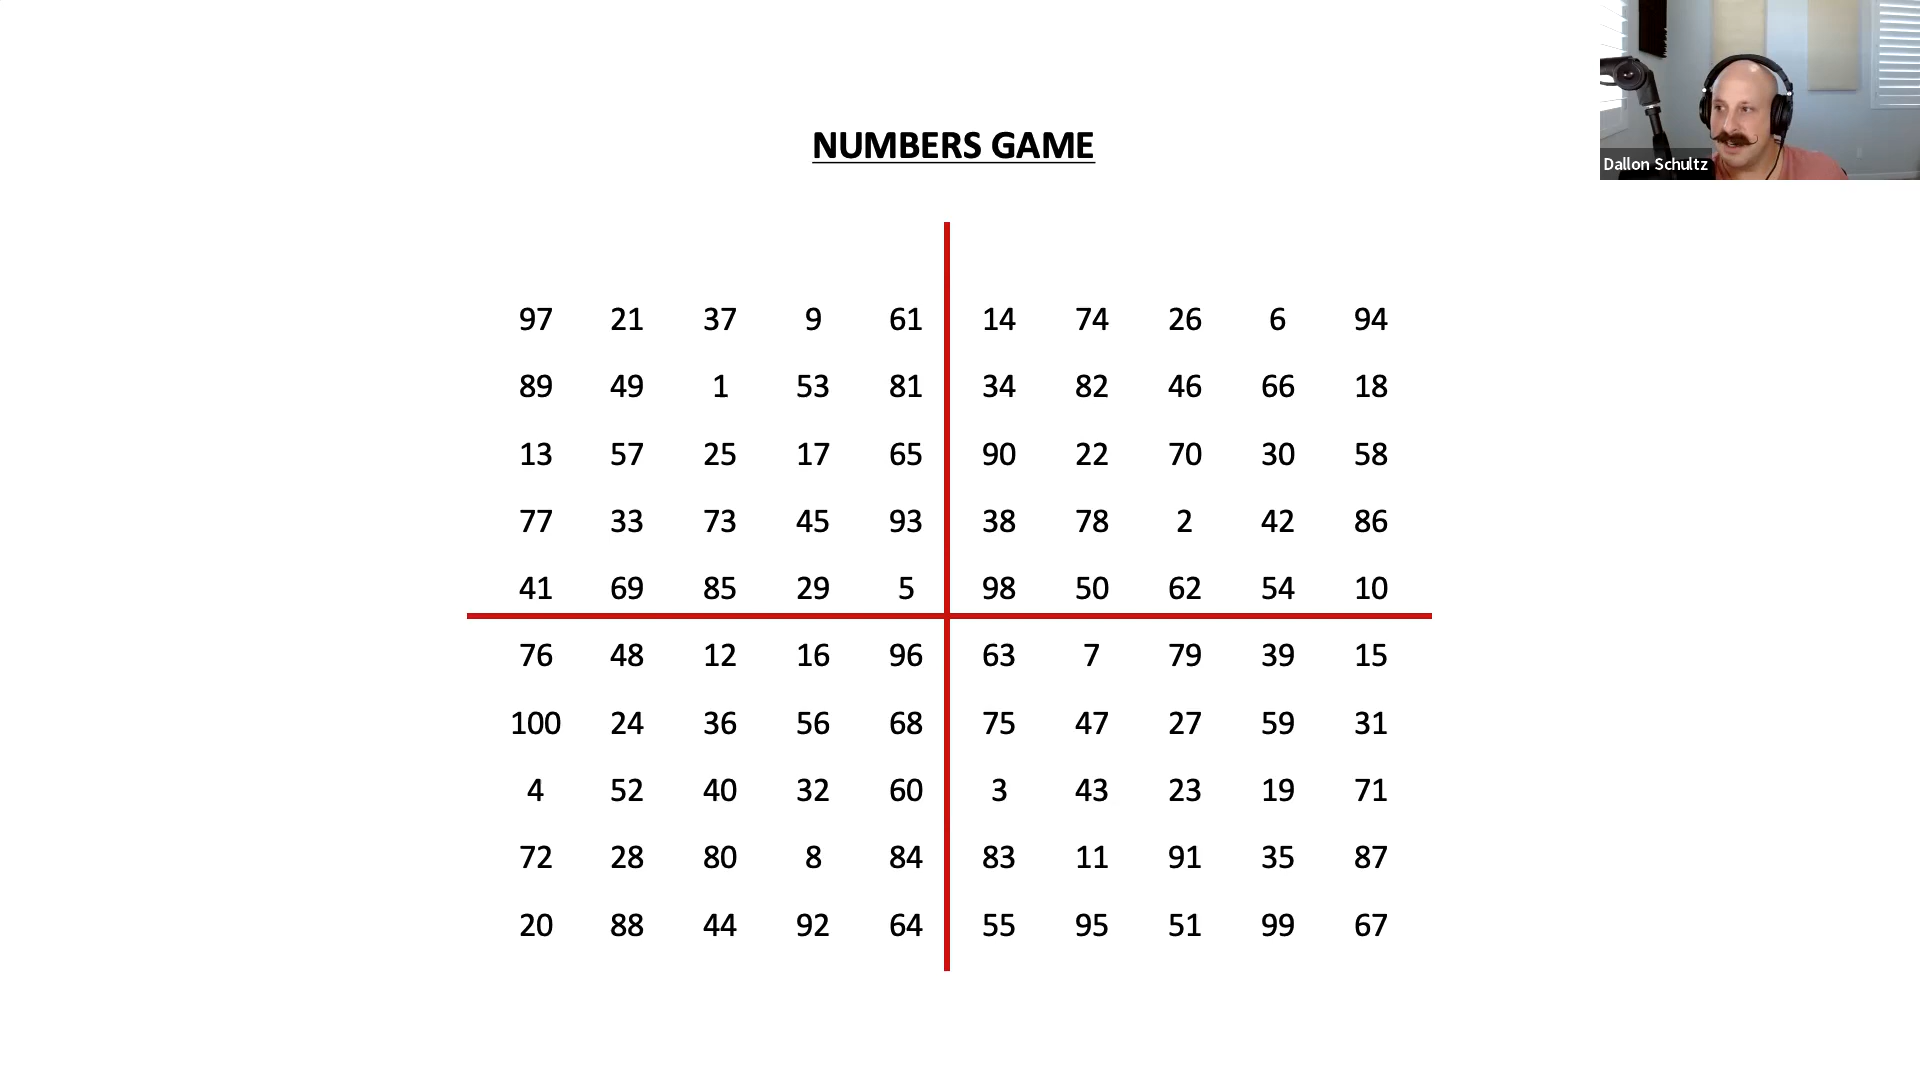 NUMBERS GAME
Dallon Schultz
97 21 37 9 61 14 74 26 6 94
89 49 1 53 81 34 82 46 66 18
13 57 25 17 65 90 22 70 30 58
77 33 73 45 93 38 78 2 42 86
41 69 85 29 5 98 50 62 54 10
76 48 12 16 96 63 7 79 39 15
100 24 36 56 68 75 47 27 59 31
4 52 40 32 60 3 43 23 19 71
72 28 80 8 84 83 11 91 35 87
20 88 44 92 64 55 95 51 99 67